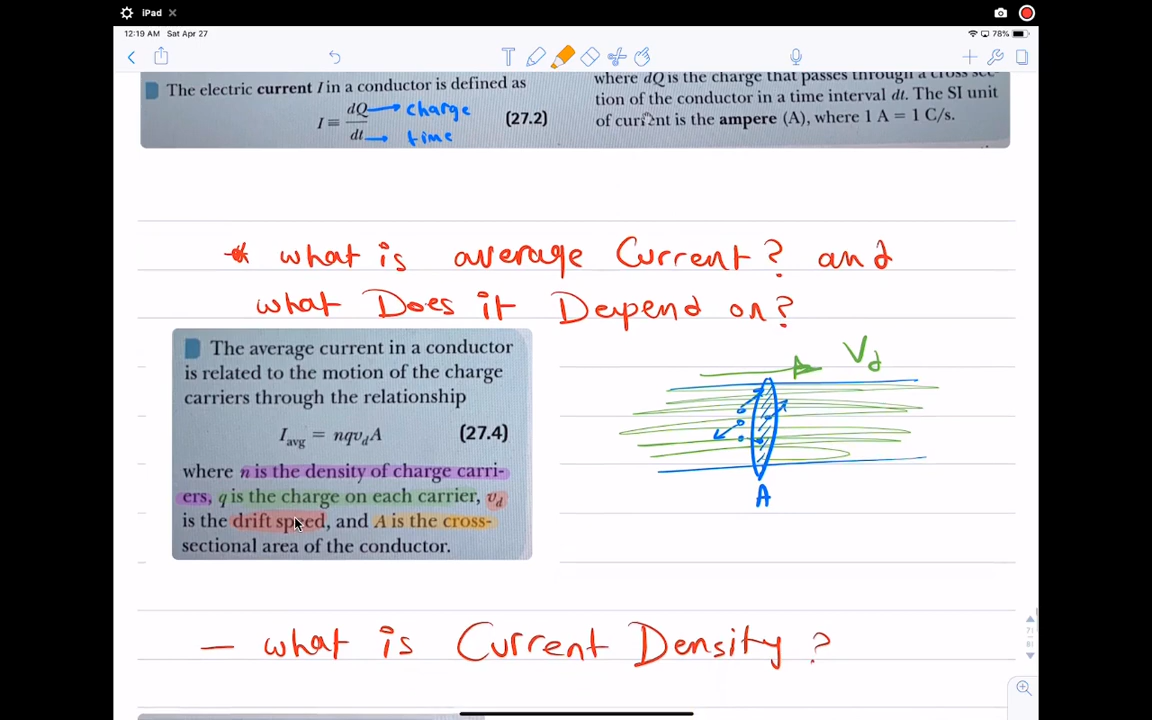 iPad
12:19 AM Sat Apr 27
78%
The electric current I in a conductor is defined as
I ≡ dQ/dt (27.2)
charge
time
where dQ is the charge that passes through a cross sec-
tion of the conductor in a time interval dt. The SI unit
of current is the ampere (A), where 1 A = 1 C/s.
* what is average Current? and
what Does it Depend on?
The average current in a conductor
is related to the motion of the charge
carriers through the relationship
Iavg = nqvdA (27.4)
where n is the density of charge carri-
ers, q is the charge on each carrier, vd
is the drift speed, and A is the cross-
sectional area of the conductor.
Vd
A
— what is Current Density?